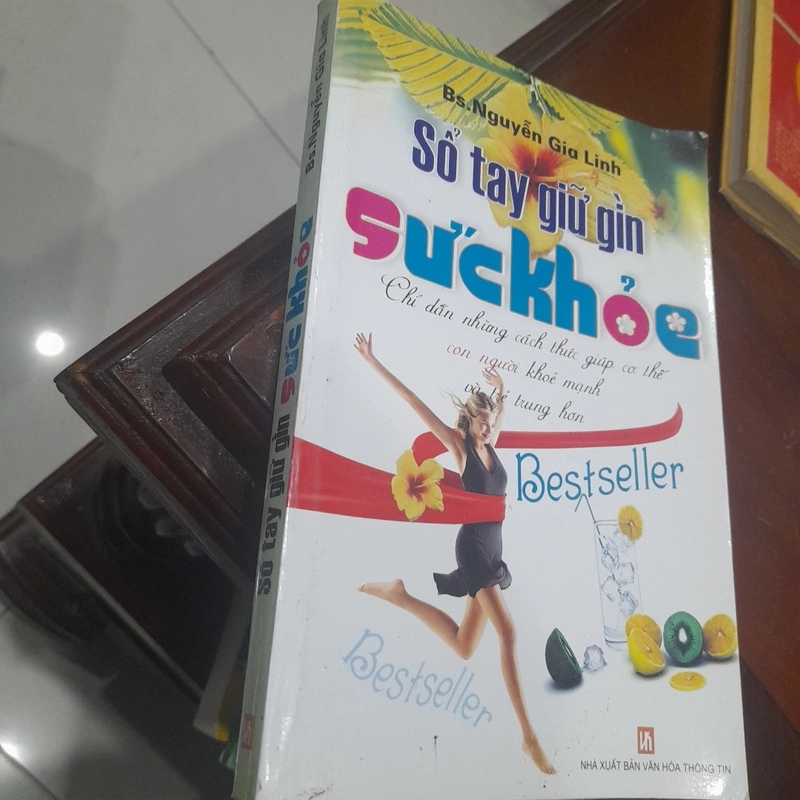 Bs.Nguyễn Gia Linh
Sổ tay giữ gìn
sức khỏe
Chỉ dẫn những cách thức giúp cơ thể
con người khoẻ mạnh
và trẻ trung hơn
Bestseller
Bestseller
NHÀ XUẤT BẢN VĂN HÓA THÔNG TIN
Bs.Nguyễn Gia Linh
Sổ tay giữ gìn sức khỏe